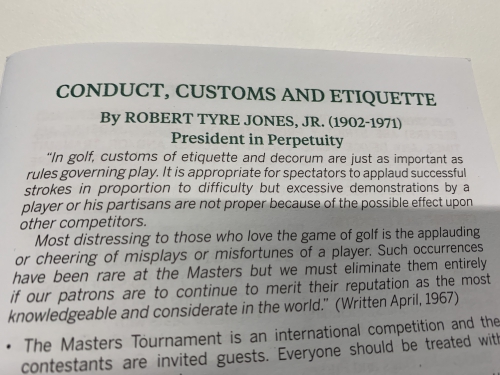 CONDUCT, CUSTOMS AND ETIQUETTE
By ROBERT TYRE JONES, JR. (1902-1971)
President in Perpetuity
“In golf, customs of etiquette and decorum are just as important as
rules governing play. It is appropriate for spectators to applaud successful
strokes in proportion to difficulty but excessive demonstrations by a
player or his partisans are not proper because of the possible effect upon
other competitors.
Most distressing to those who love the game of golf is the applauding
or cheering of misplays or misfortunes of a player. Such occurrences
have been rare at the Masters but we must eliminate them entirely
if our patrons are to continue to merit their reputation as the most
knowledgeable and considerate in the world.” (Written April, 1967)
• The Masters Tournament is an international competition and the
contestants are invited guests. Everyone should be treated with